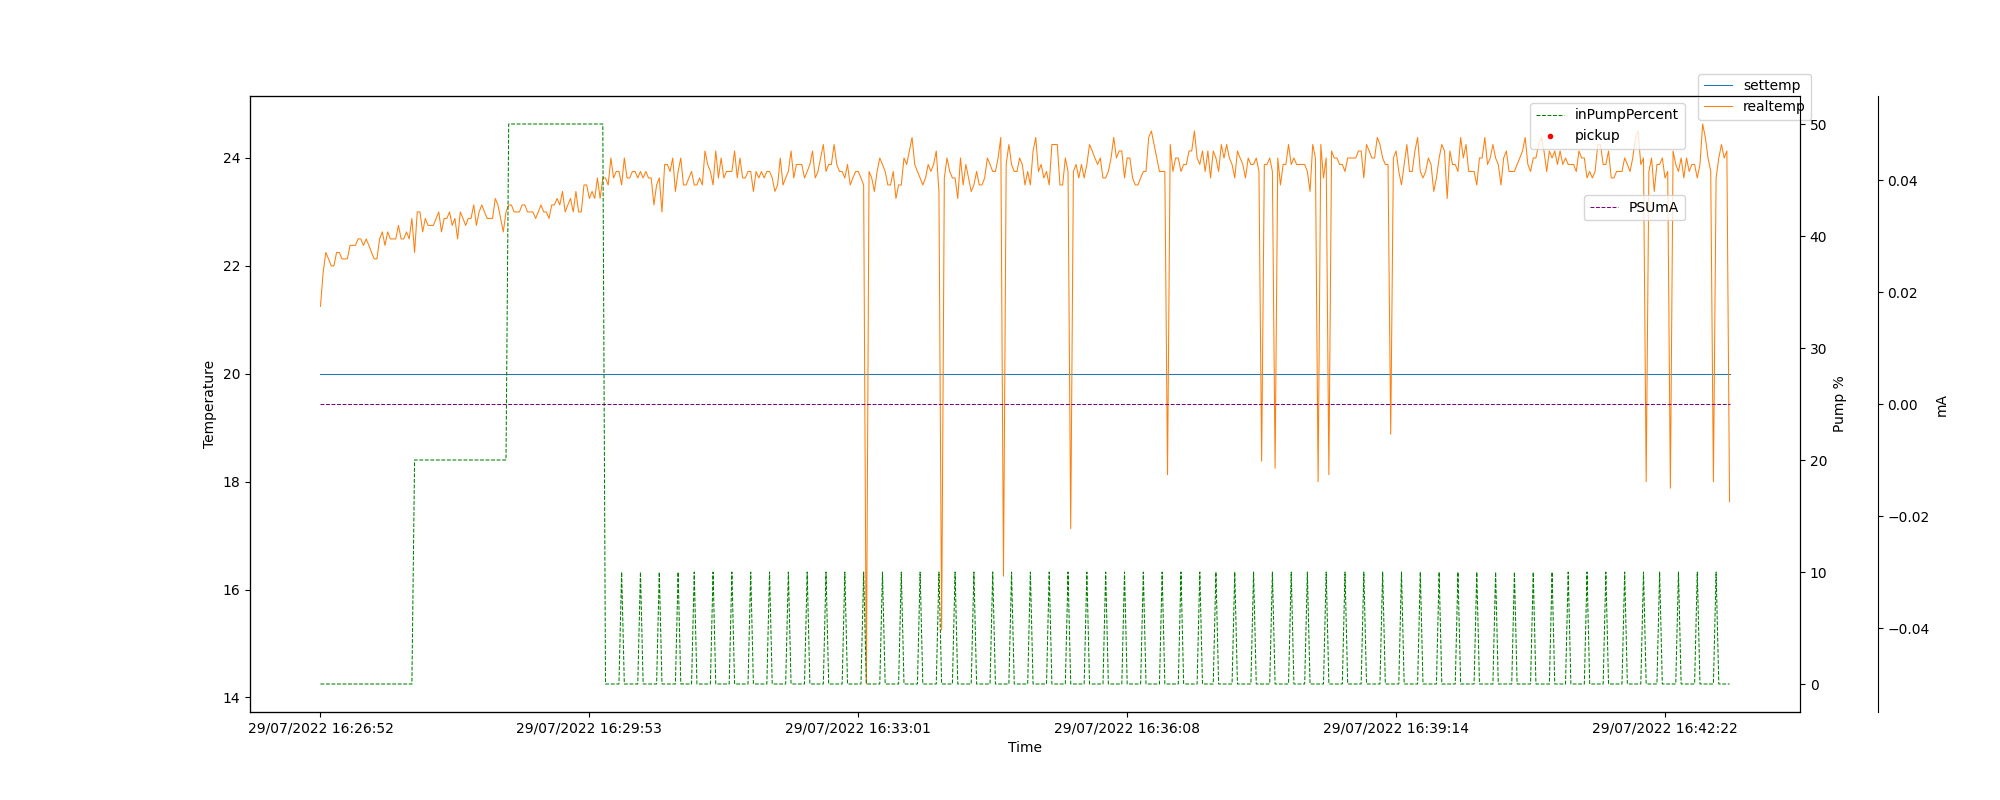 settemp
realtemp
inPumpPercent
pickup
PSUmA
24
22
20
18
16
14
Temperature
50
40
30
20
10
0
Pump %
0.04
0.02
0.00
−0.02
−0.04
mA
29/07/2022 16:26:52
29/07/2022 16:29:53
29/07/2022 16:33:01
29/07/2022 16:36:08
29/07/2022 16:39:14
29/07/2022 16:42:22
Time